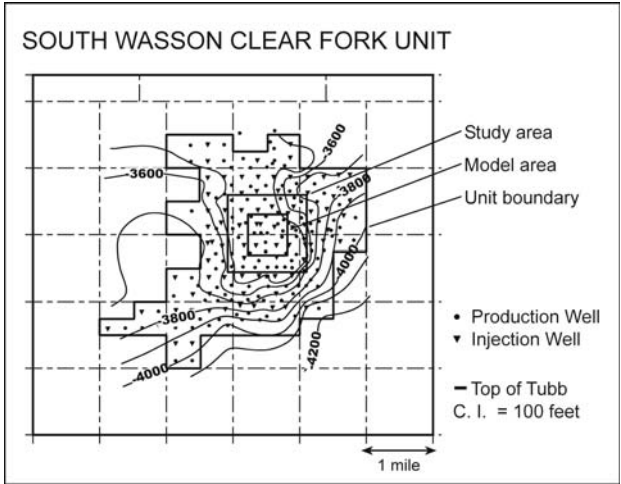 SOUTH WASSON CLEAR FORK UNIT
-3600
Study area
-3600
-3800
Model area
Unit boundary
-4000
-3800
• Production Well
▼ Injection Well
-4000
-4200
━ Top of Tubb
C. I. = 100 feet
1 mile